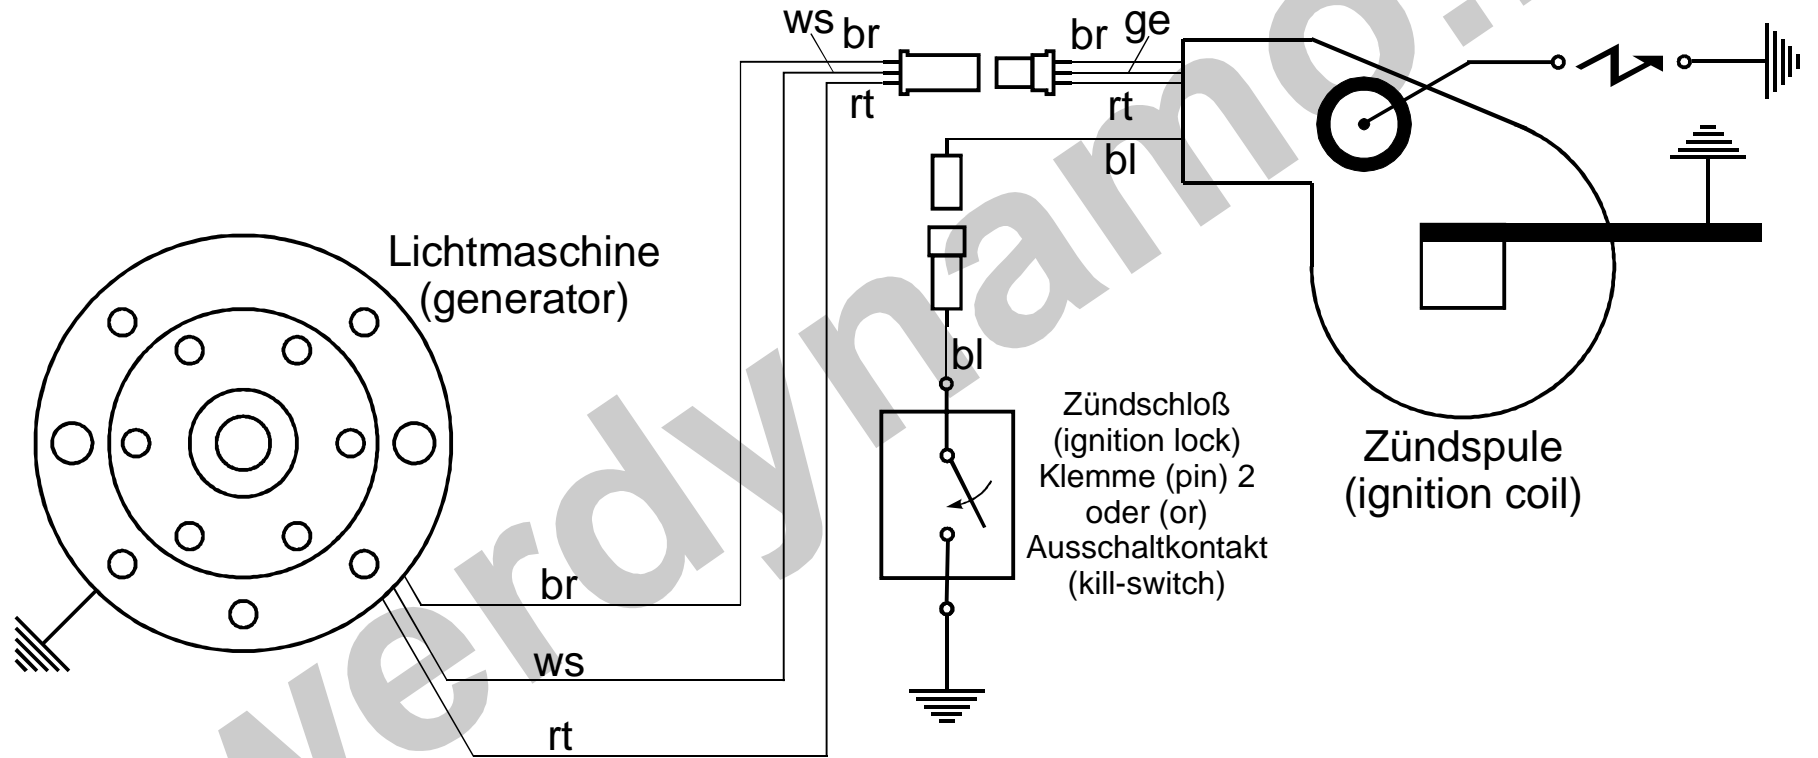 ws br
br ge
rt
rt
bl
Lichtmaschine
(generator)
bl
Zündschloß
(ignition lock)
Klemme (pin) 2
oder (or)
Ausschaltkontakt
(kill-switch)
Zündspule
(ignition coil)
br
ws
rt
werdynamo.